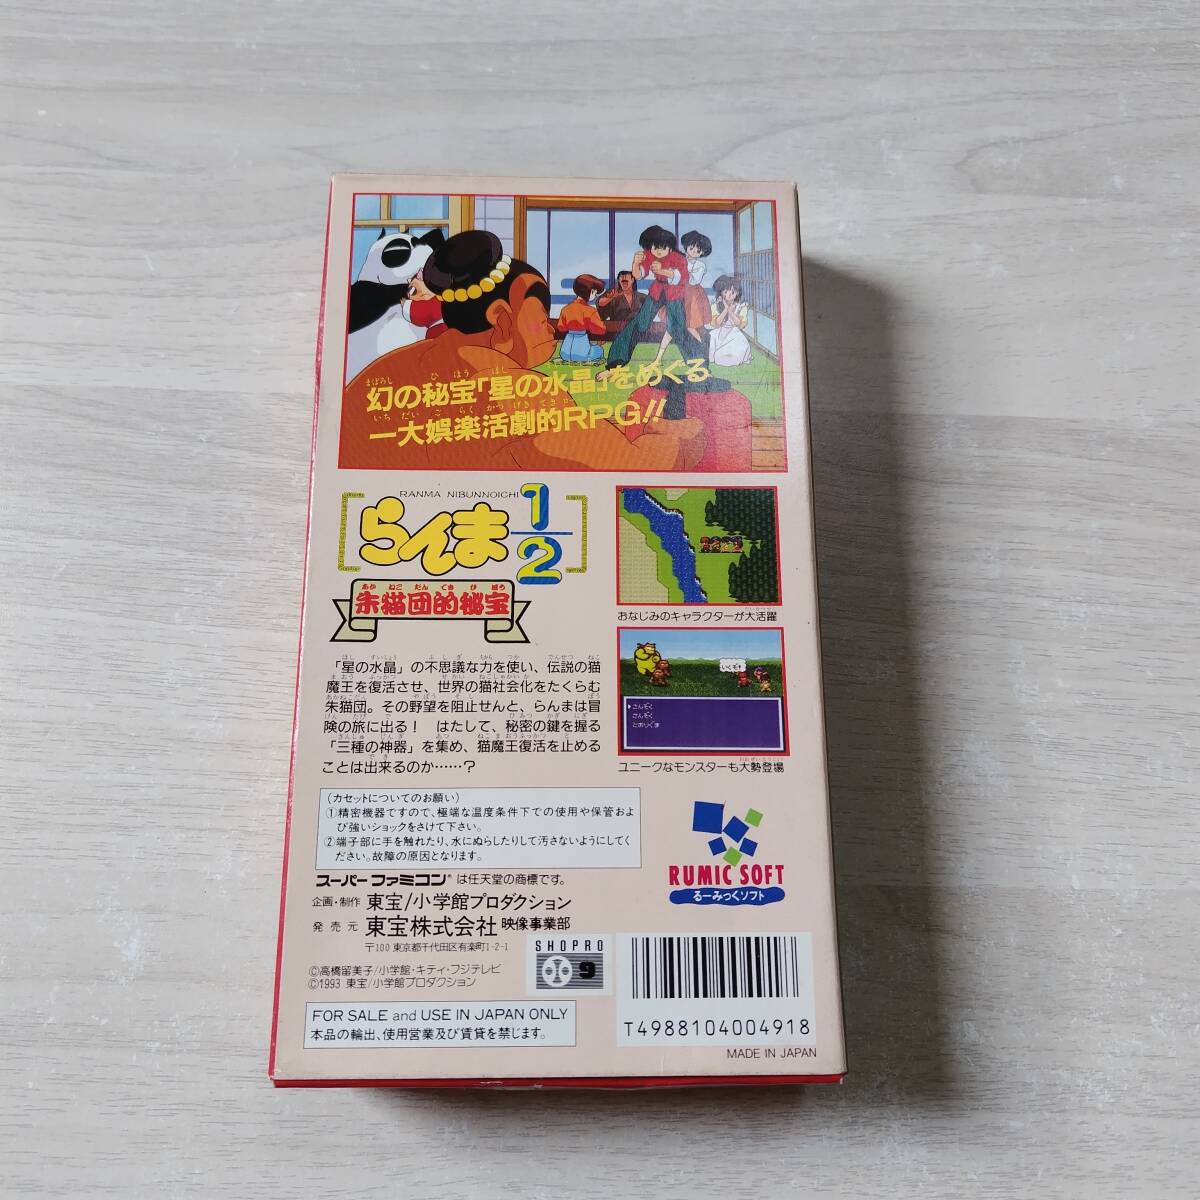 幻の秘宝「星の水晶」をめぐる
一大娯楽活劇的RPG!!
RANMA NIBUNNOICHI
らんま1/2
朱猫団的秘宝
おなじみのキャラクターが大活躍
いくぞ!
さんぞく
さんぞく
とおりくま
ユニークなモンスターも大勢登場
「星の水晶」の不思議な力を使い、伝説の猫
魔王を復活させ、世界の猫社会化をたくらむ
朱猫団。その野望を阻止せんと、らんまは冒
険の旅に出る! はたして、秘密の鍵を握る
「三種の神器」を集め、猫魔王復活を止める
ことは出来るのか……?
(カセットについてのお願い)
①精密機器ですので、極端な温度条件下での使用や保管およ
び強いショックをさけて下さい。
②端子部に手を触れたり、水にぬらしたりして汚さないようにしてく
ださい。故障の原因となります。
スーパーファミコン®は任天堂の商標です。
企画・制作 東宝/小学館プロダクション
発売元 東宝株式会社 映像事業部
〒100 東京都千代田区有楽町1-2-1
©高橋留美子/小学館・キティ・フジテレビ
©1993 東宝/小学館プロダクション
FOR SALE and USE IN JAPAN ONLY
本品の輸出、使用営業及び賃貸を禁じます。
RUMIC SOFT
るーみっくソフト
SHOPRO
9
T4988104004918
MADE IN JAPAN